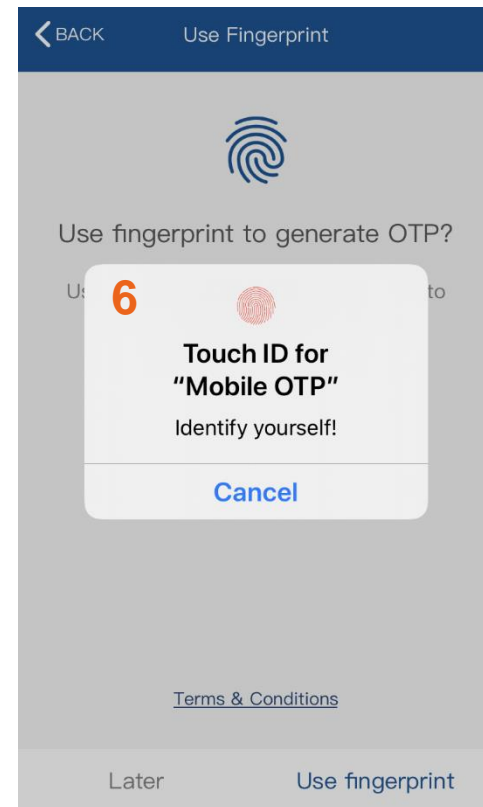 BACK Use Fingerprint
Use fingerprint to generate OTP?
to
6
Touch ID for
“Mobile OTP”
Identify yourself!
Cancel
Terms & Conditions
Later Use fingerprint